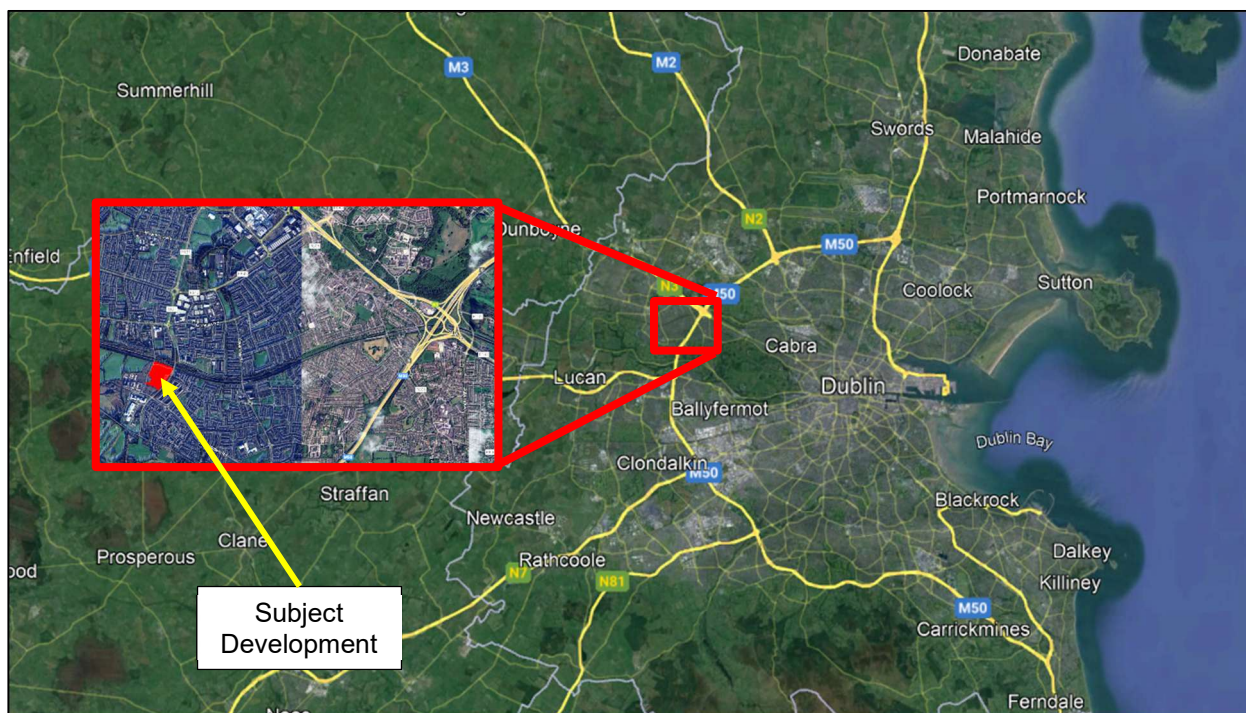 Donabate
M3
M2
Summerhill
Swords
Malahide
Portmarnock
N2
Dunboyne
M50
Enfield
Sutton
N3
M50
Coolock
Cabra
Lucan
Dublin
Ballyfermot
Dublin Bay
Clondalkin
M50
Straffan
Blackrock
Newcastle
Clane
Prosperous
Rathcoole
Dalkey
N7
N81
Killiney
Subject
Development
M50
Carrickmines
Ferndale